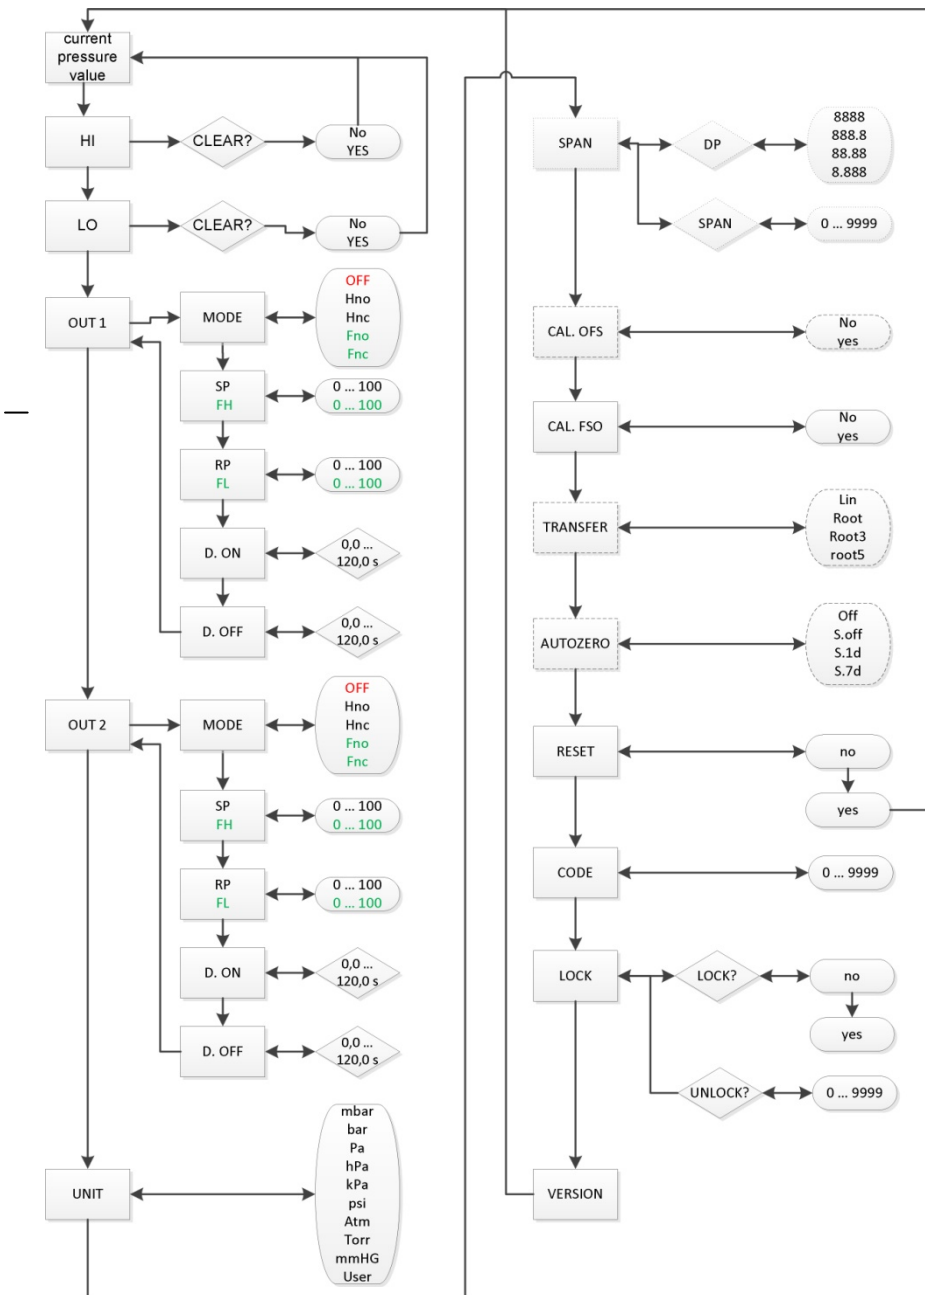 current
pressure
value
HI
CLEAR?
No
YES
LO
CLEAR?
No
YES
OUT 1
MODE
OFF
Hno
Hnc
Fno
Fnc
SP
FH
0 ... 100
0 ... 100
RP
FL
0 ... 100
0 ... 100
D. ON
0,0 ...
120,0 s
D. OFF
0,0 ...
120,0 s
OUT 2
MODE
OFF
Hno
Hnc
Fno
Fnc
SP
FH
0 ... 100
0 ... 100
RP
FL
0 ... 100
0 ... 100
D. ON
0,0 ...
120,0 s
D. OFF
0,0 ...
120,0 s
UNIT
mbar
bar
Pa
hPa
kPa
psi
Atm
Torr
mmHG
User
SPAN
DP
8888
888.8
88.88
8.888
SPAN
0 ... 9999
CAL. OFS
No
yes
CAL. FSO
No
yes
TRANSFER
Lin
Root
Root3
root5
AUTOZERO
Off
S.off
S.1d
S.7d
RESET
no
yes
CODE
0 ... 9999
LOCK
LOCK?
no
yes
UNLOCK?
0 ... 9999
VERSION